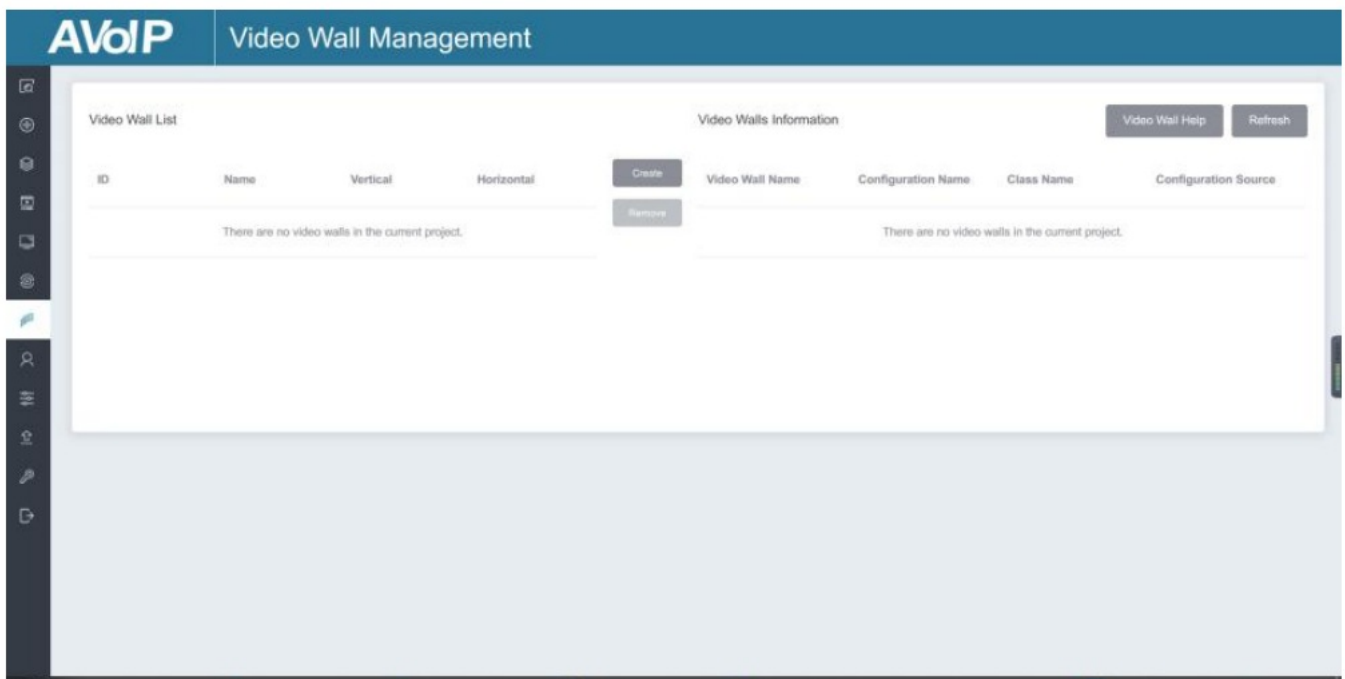 AVoIP
Video Wall Management
Video Wall List
Video Walls Information
Video Wall Help
Refresh
ID Name Vertical Horizontal
Create
Video Wall Name Configuration Name Class Name Configuration Source
Remove
There are no video walls in the current project.
There are no video walls in the current project.